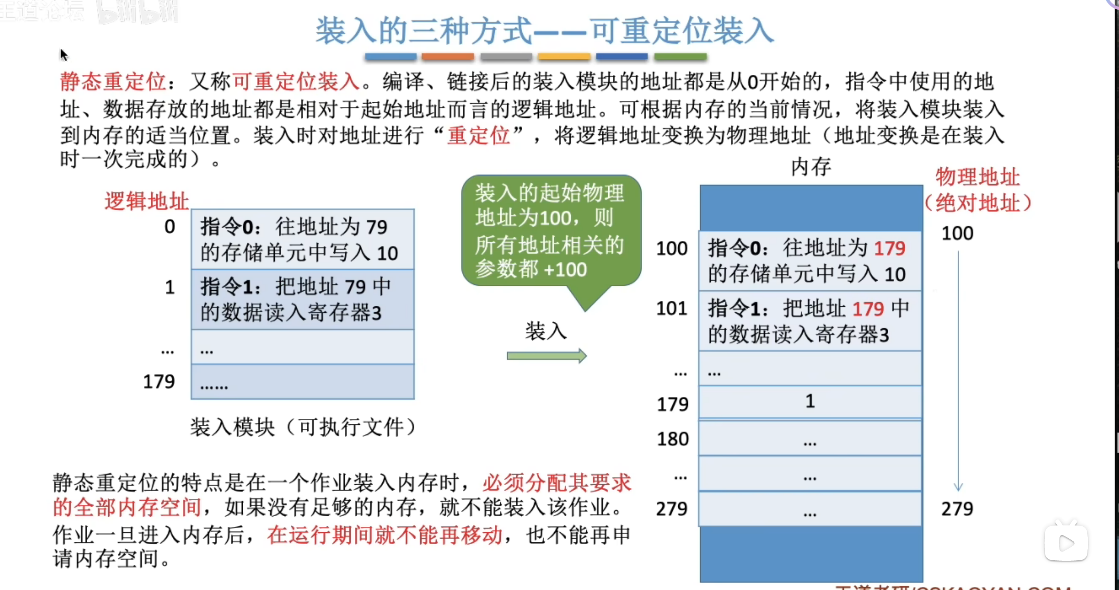 bilibili
装入的三种方式——可重定位装入
静态重定位：又称可重定位装入。编译、链接后的装入模块的地址都是从0开始的，指令中使用的地
址、数据存放的地址都是相对于起始地址而言的逻辑地址。可根据内存的当前情况，将装入模块装入
到内存的适当位置。装入时对地址进行“重定位”，将逻辑地址变换为物理地址（地址变换是在装入
时一次完成的）。
逻辑地址
0
指令0：往地址为 79
的存储单元中写入 10
1
指令1：把地址 79 中
的数据读入寄存器3
...
...
179
......
装入模块（可执行文件）
装入的起始物理
地址为100，则
所有地址相关的
参数都 +100
装入
内存
物理地址
（绝对地址）
100
指令0：往地址为 179
的存储单元中写入 10
101
指令1：把地址 179 中
的数据读入寄存器3
...
...
179
1
180
...
...
...
279
...
100
279
静态重定位的特点是在一个作业装入内存时，必须分配其要求
的全部内存空间，如果没有足够的内存，就不能装入该作业。
作业一旦进入内存后，在运行期间就不能再移动，也不能再申
请内存空间。